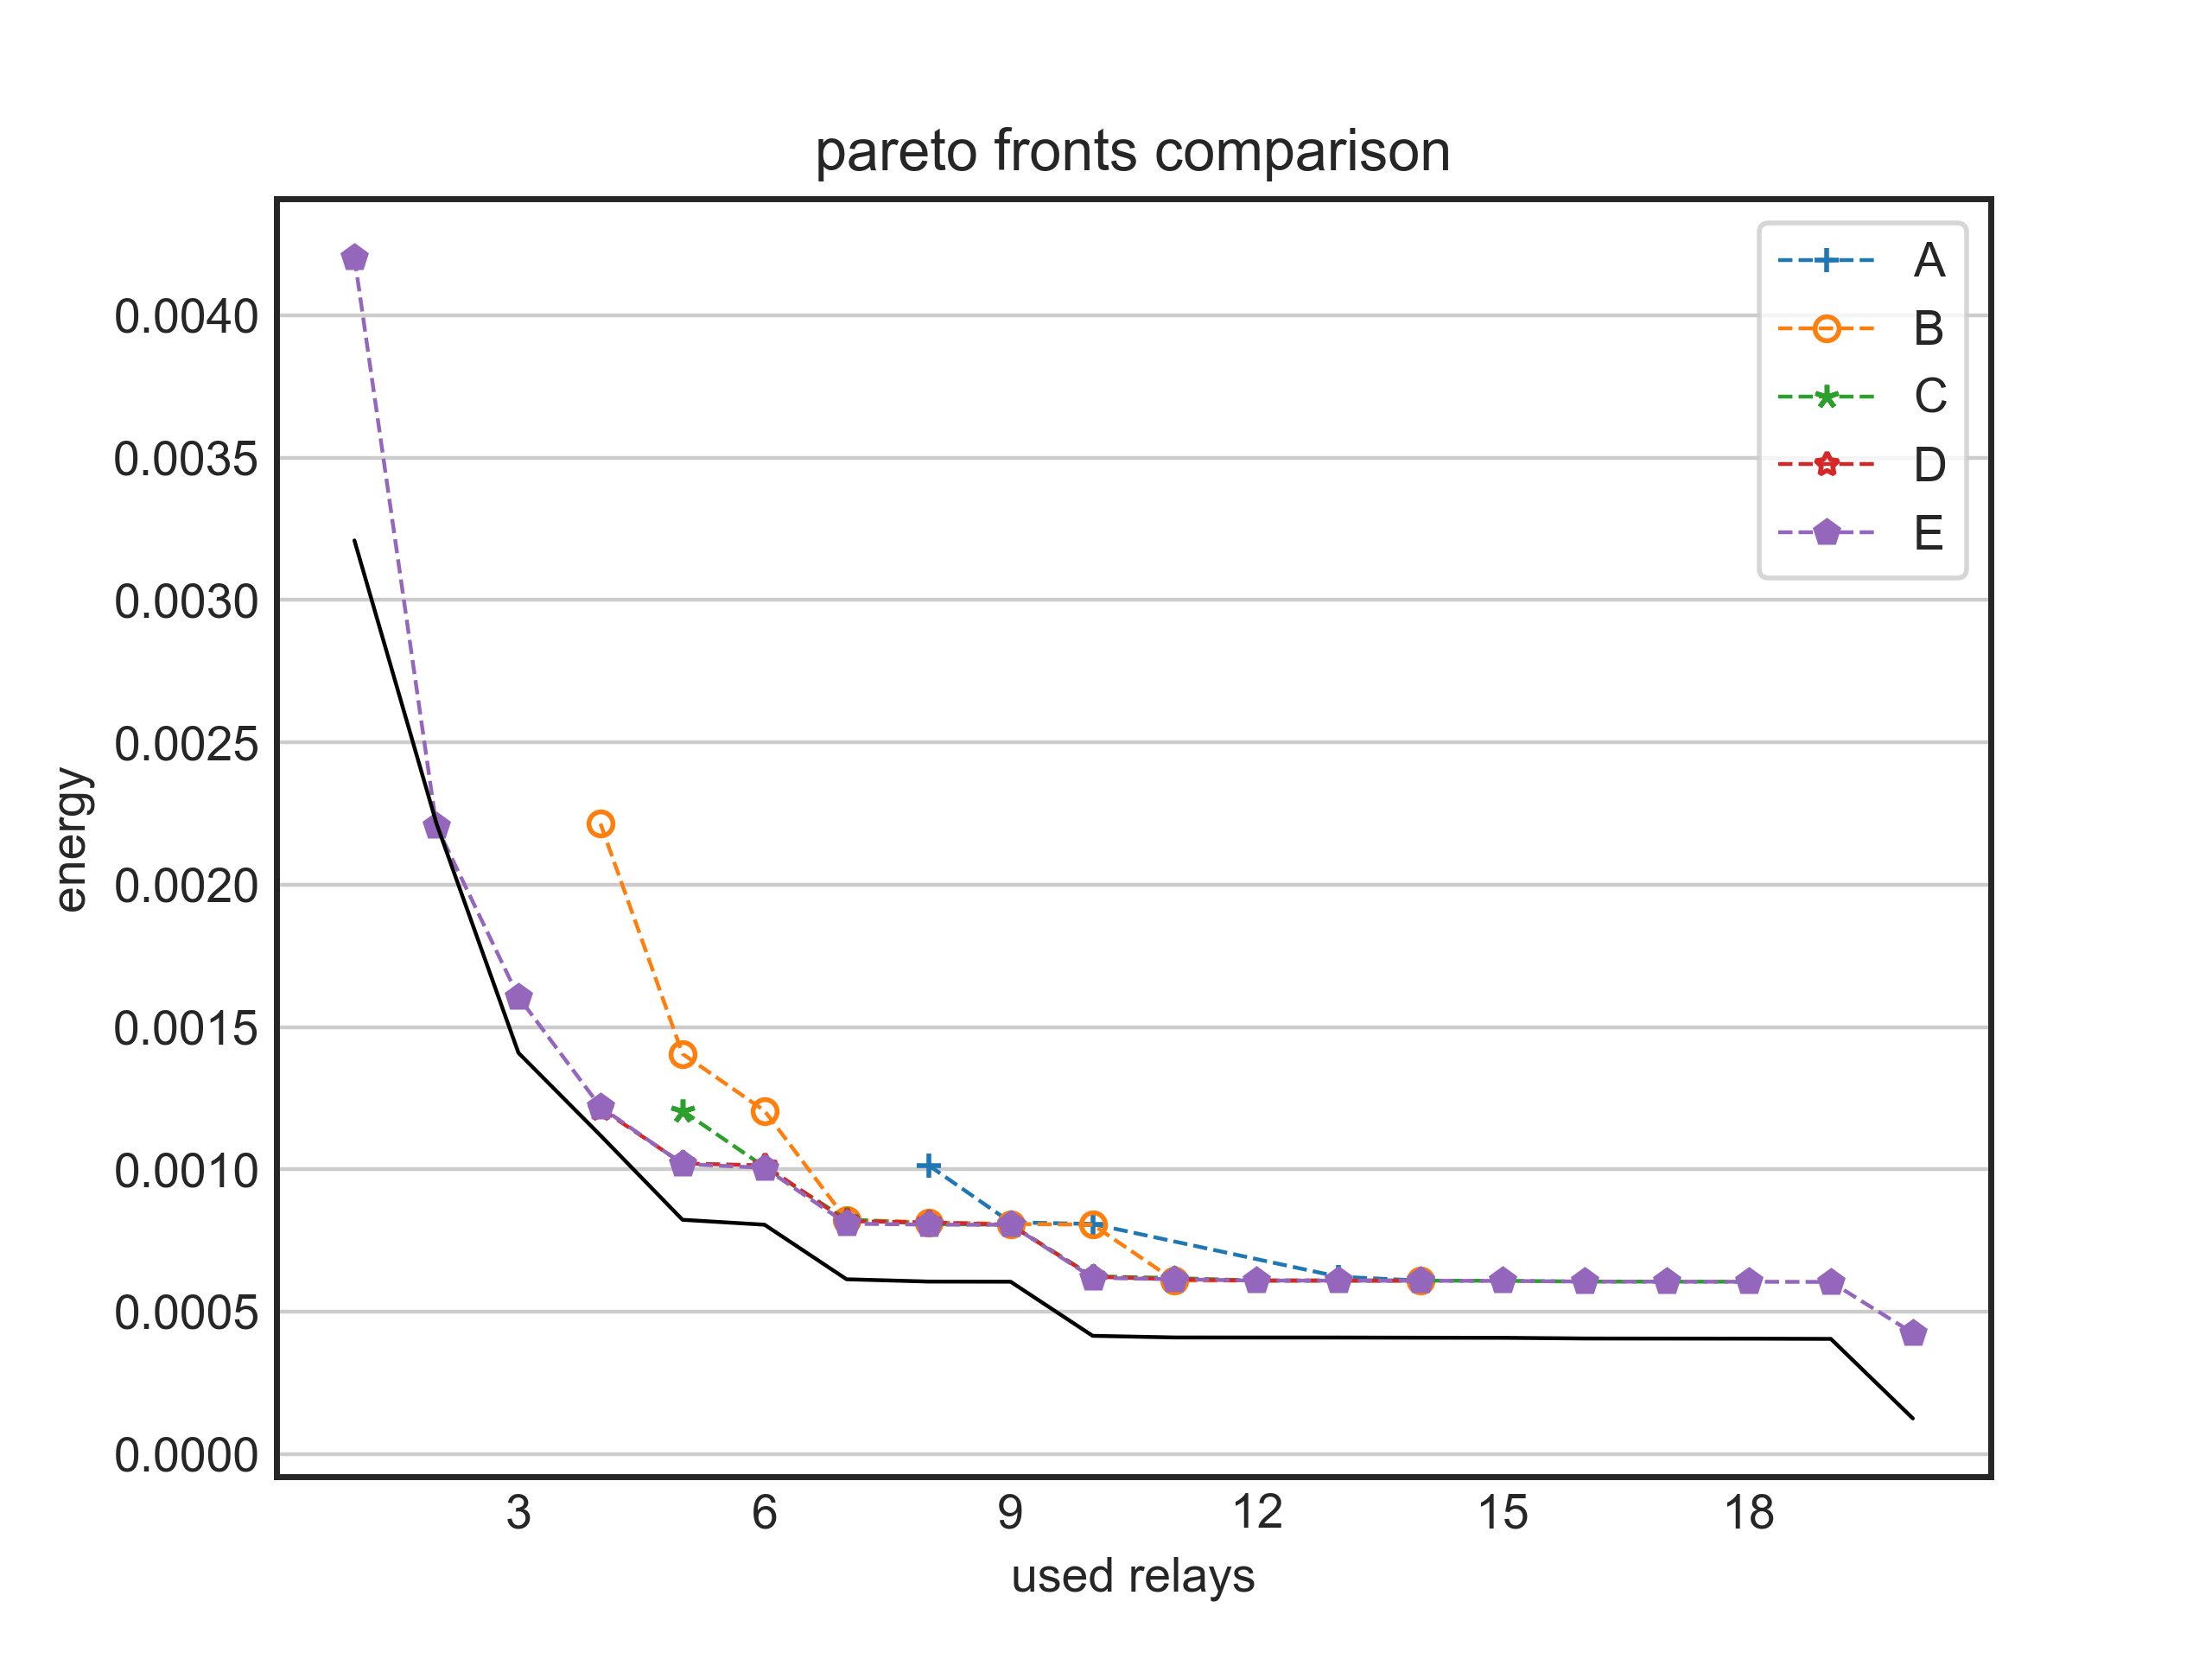 pareto fronts comparison
0.0040
0.0035
0.0030
0.0025
0.0020
0.0015
0.0010
0.0005
0.0000
energy
3 6 9 12 15 18
used relays
A
B
C
D
E